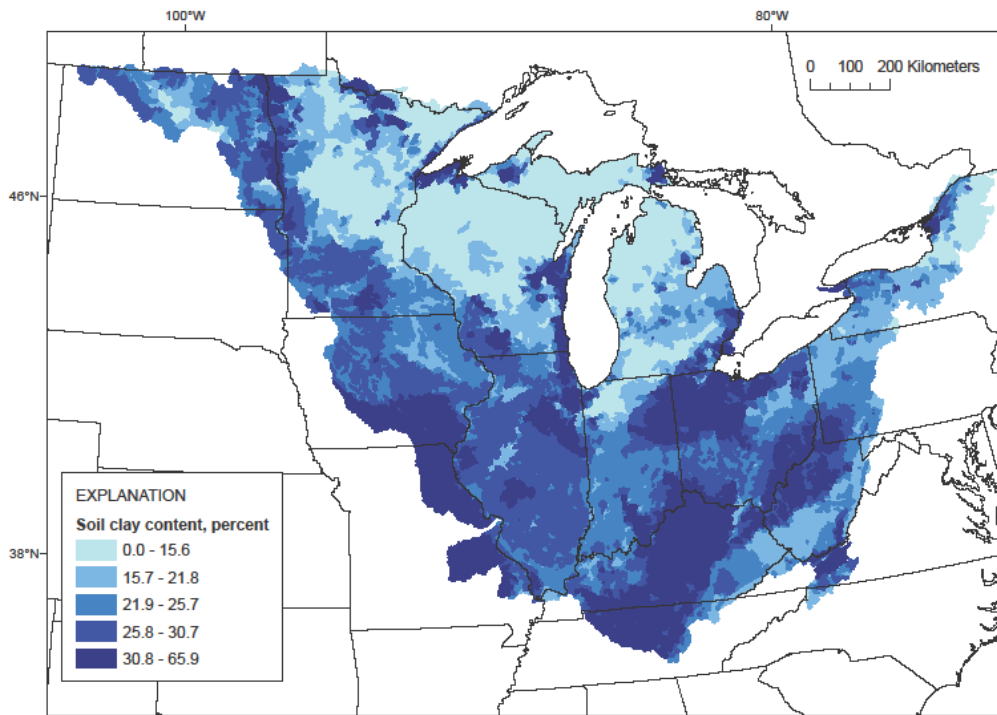 100°W
80°W
0 100 200 Kilometers
46°N
38°N
EXPLANATION
Soil clay content, percent
0.0 - 15.6
15.7 - 21.8
21.9 - 25.7
25.8 - 30.7
30.8 - 65.9